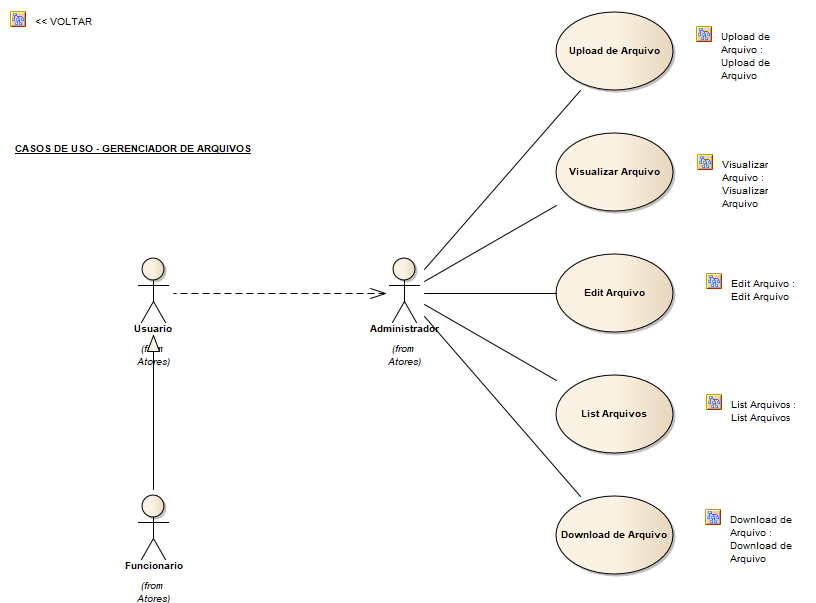 << VOLTAR
Upload de Arquivo
Upload de
Arquivo :
Upload de
Arquivo
CASOS DE USO - GERENCIADOR DE ARQUIVOS
Visualizar Arquivo
Visualizar
Arquivo :
Visualizar
Arquivo
Edit Arquivo
Edit Arquivo :
Edit Arquivo
Usuario
(from
Atores)
Administrador
(from
Atores)
List Arquivos
List Arquivos :
List Arquivos
Download de Arquivo
Download de
Arquivo :
Download de
Arquivo
Funcionario
(from
Atores)